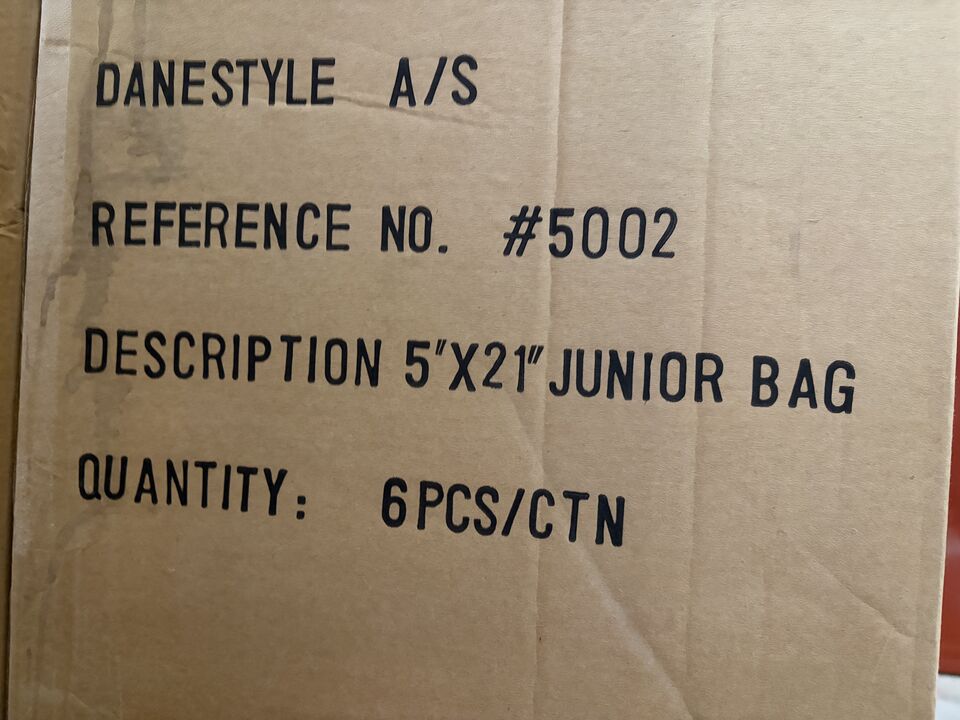 DANESTYLE A/S
REFERENCE NO. #5002
DESCRIPTION 5"X21" JUNIOR BAG
QUANTITY: 6PCS/CTN